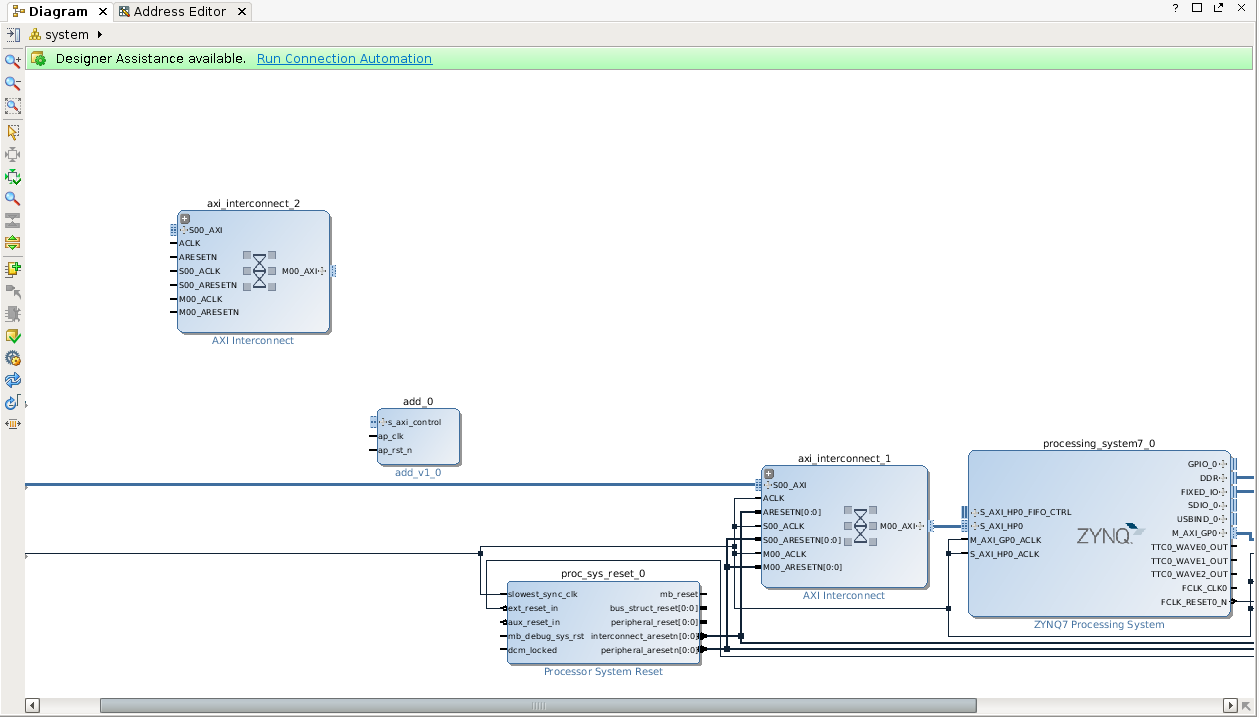 Diagram
Address Editor
system
Designer Assistance available. Run Connection Automation
axi_interconnect_2
S00_AXI
ACLK
ARESETN
S00_ACLK
S00_ARESETN
M00_ACLK
M00_ARESETN
M00_AXI
AXI Interconnect
add_0
s_axi_control
ap_clk
ap_rst_n
add_v1_0
axi_interconnect_1
S00_AXI
ACLK
ARESETN[0:0]
S00_ACLK
S00_ARESETN[0:0]
M00_ACLK
M00_ARESETN[0:0]
M00_AXI
AXI Interconnect
proc_sys_reset_0
slowest_sync_clk
ext_reset_in
aux_reset_in
mb_debug_sys_rst
dcm_locked
mb_reset
bus_struct_reset[0:0]
peripheral_reset[0:0]
interconnect_aresetn[0:0]
peripheral_aresetn[0:0]
Processor System Reset
processing_system7_0
S_AXI_HP0_FIFO_CTRL
S_AXI_HP0
M_AXI_GP0_ACLK
S_AXI_HP0_ACLK
ZYNQ
GPIO_0
DDR
FIXED_IO
SDIO_0
USBIND_0
M_AXI_GP0
TTC0_WAVE0_OUT
TTC0_WAVE1_OUT
TTC0_WAVE2_OUT
FCLK_CLK0
FCLK_RESET0_N
ZYNQ7 Processing System